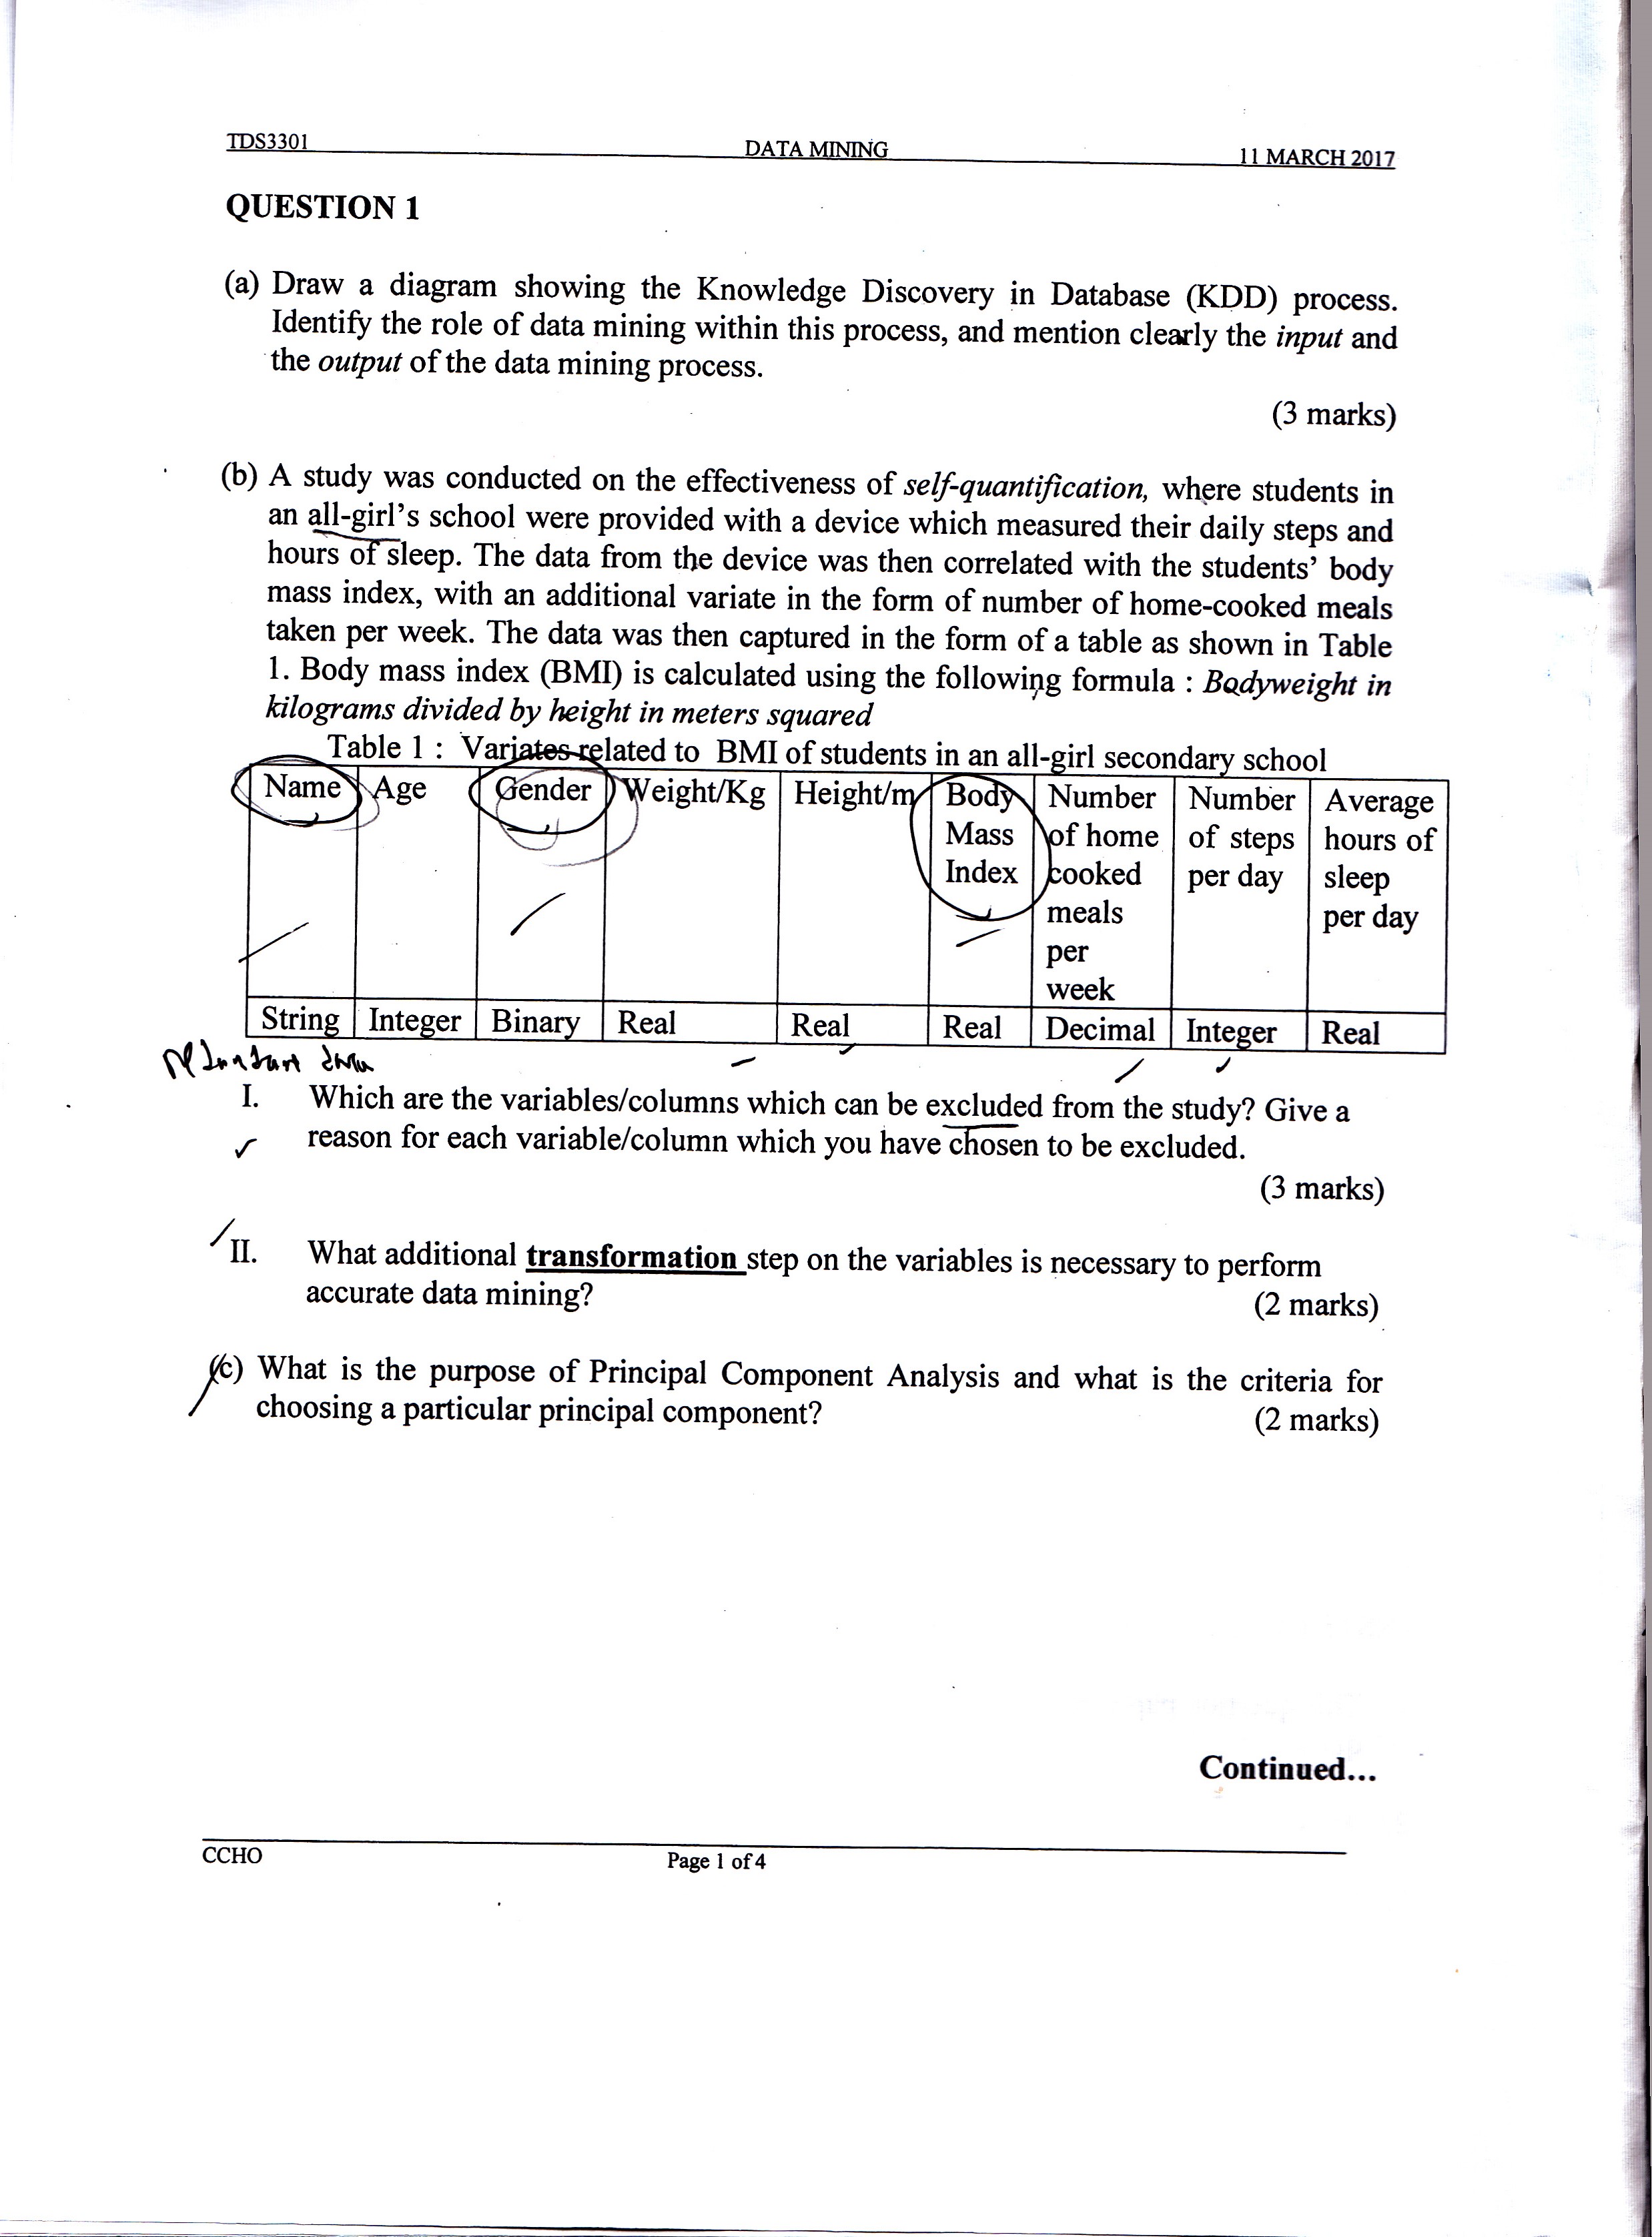 TDS3301 DATA MINING 11 MARCH 2017
QUESTION 1
(a) Draw a diagram showing the Knowledge Discovery in Database (KDD) process.
Identify the role of data mining within this process, and mention clearly the input and
the output of the data mining process.
(3 marks)
(b) A study was conducted on the effectiveness of self-quantification, where students in
an all-girl's school were provided with a device which measured their daily steps and
hours of sleep. The data from the device was then correlated with the students' body
mass index, with an additional variate in the form of number of home-cooked meals
taken per week. The data was then captured in the form of a table as shown in Table
1. Body mass index (BMI) is calculated using the following formula : Bodyweight in
kilograms divided by height in meters squared
Table 1 : Variates related to BMI of students in an all-girl secondary school
Name Age Gender Weight/Kg Height/m Body Number Number Average
Mass of home of steps hours of
Index cooked per day sleep
meals per day
per
week
String Integer Binary Real Real Real Decimal Integer Real
I. Which are the variables/columns which can be excluded from the study? Give a
reason for each variable/column which you have chosen to be excluded.
(3 marks)
II. What additional transformation step on the variables is necessary to perform
accurate data mining? (2 marks)
(c) What is the purpose of Principal Component Analysis and what is the criteria for
choosing a particular principal component? (2 marks)
Continued...
CCHO Page 1 of 4